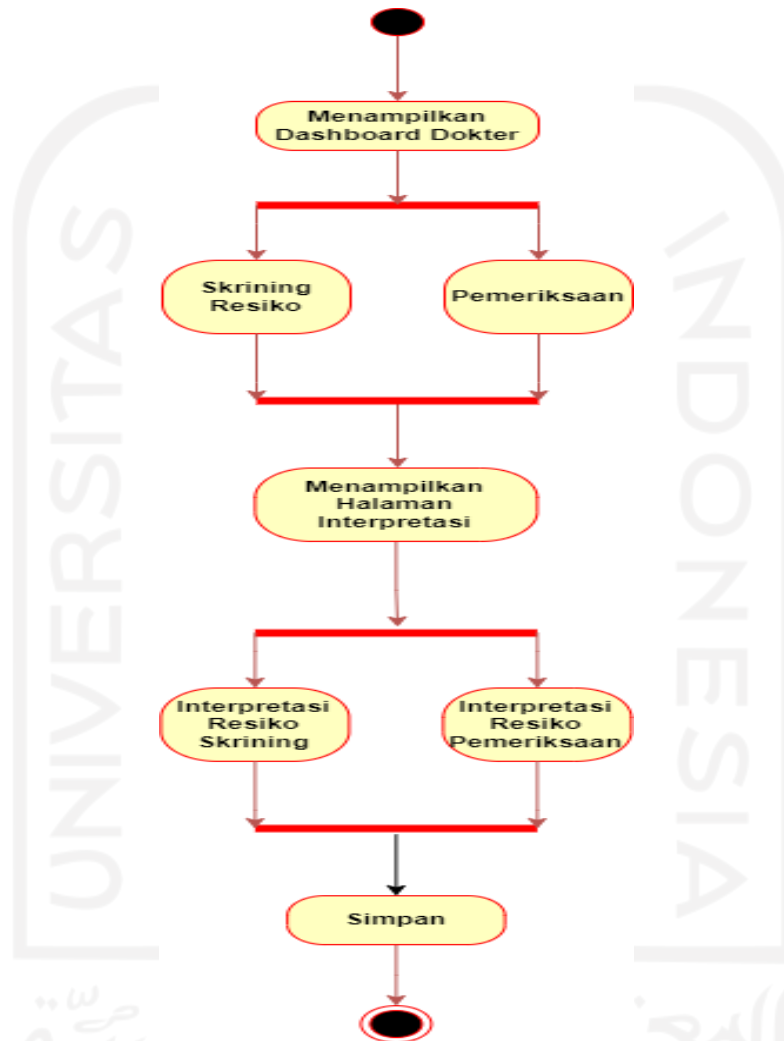 Menampilkan
Dashboard Dokter
Skrining
Resiko
Pemeriksaan
Menampilkan
Halaman
Interpretasi
Interpretasi
Resiko
Skrining
Interpretasi
Resiko
Pemeriksaan
Simpan
UNIVERSITAS
INDONESIA